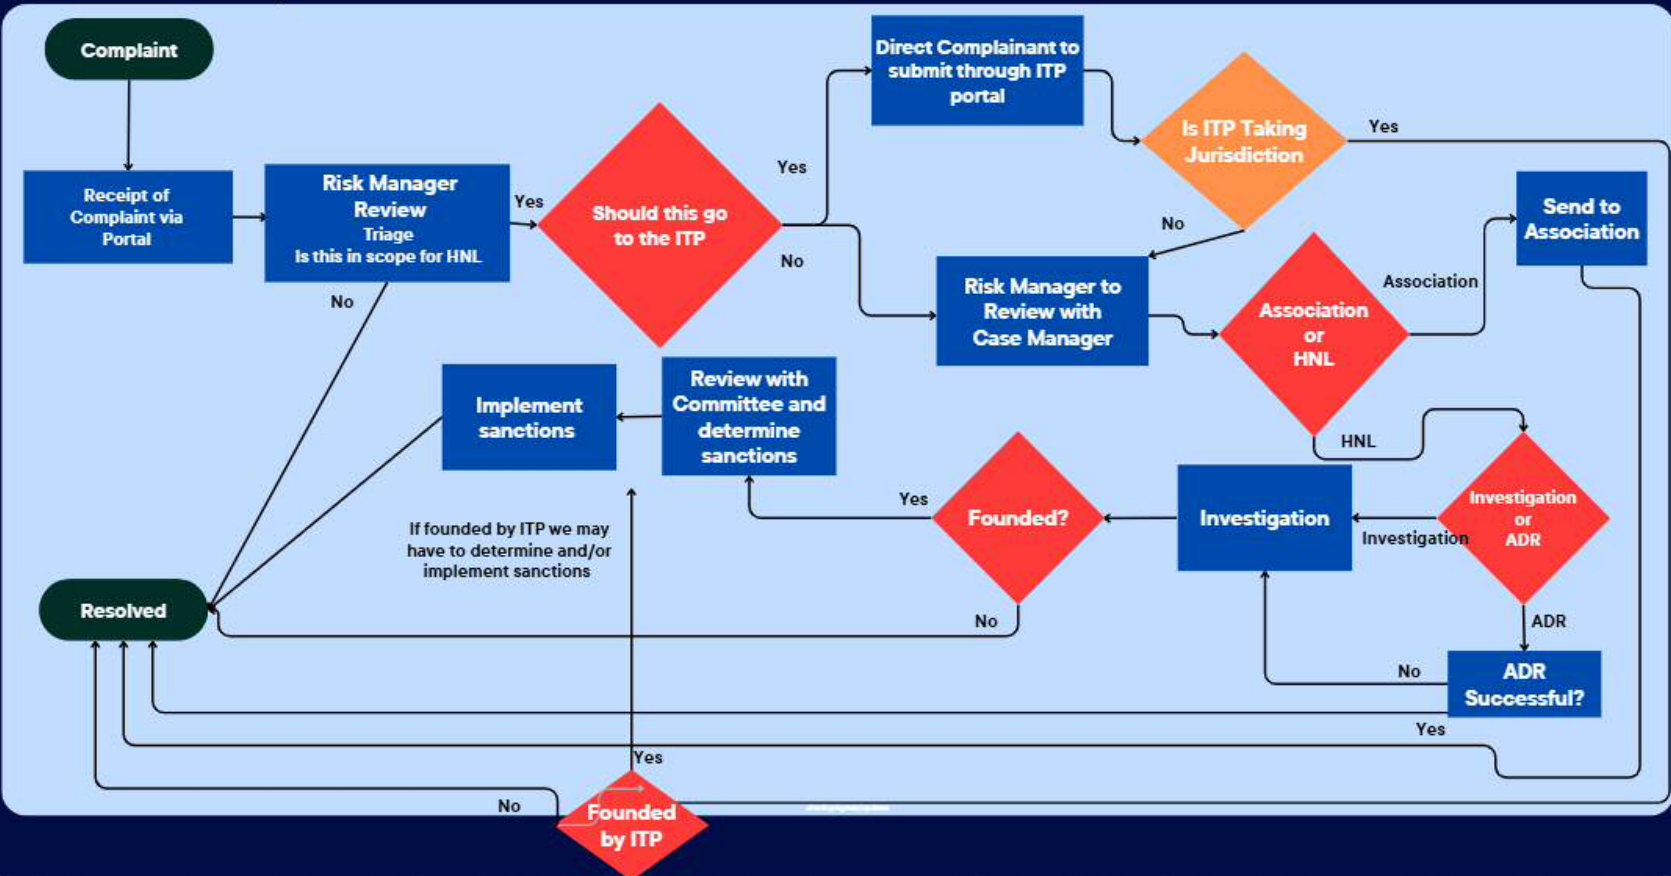 Complaint
Direct Complainant to
submit through ITP
portal
Is ITP Taking
Jurisdiction
Yes
Receipt of
Complaint via
Portal
Risk Manager
Review
Triage
Is this in scope for HNL
Yes
No
Should this go
to the ITP
Yes
No
No
Send to
Association
Risk Manager to
Review with
Case Manager
Association
or
HNL
Association
HNL
Implement
sanctions
Review with
Committee and
determine
sanctions
Yes
Founded?
No
Investigation
Investigation
Investigation
or
ADR
ADR
If founded by ITP we may
have to determine and/or
implement sanctions
Resolved
No
ADR
Successful?
Yes
Yes
No
Founded
by ITP